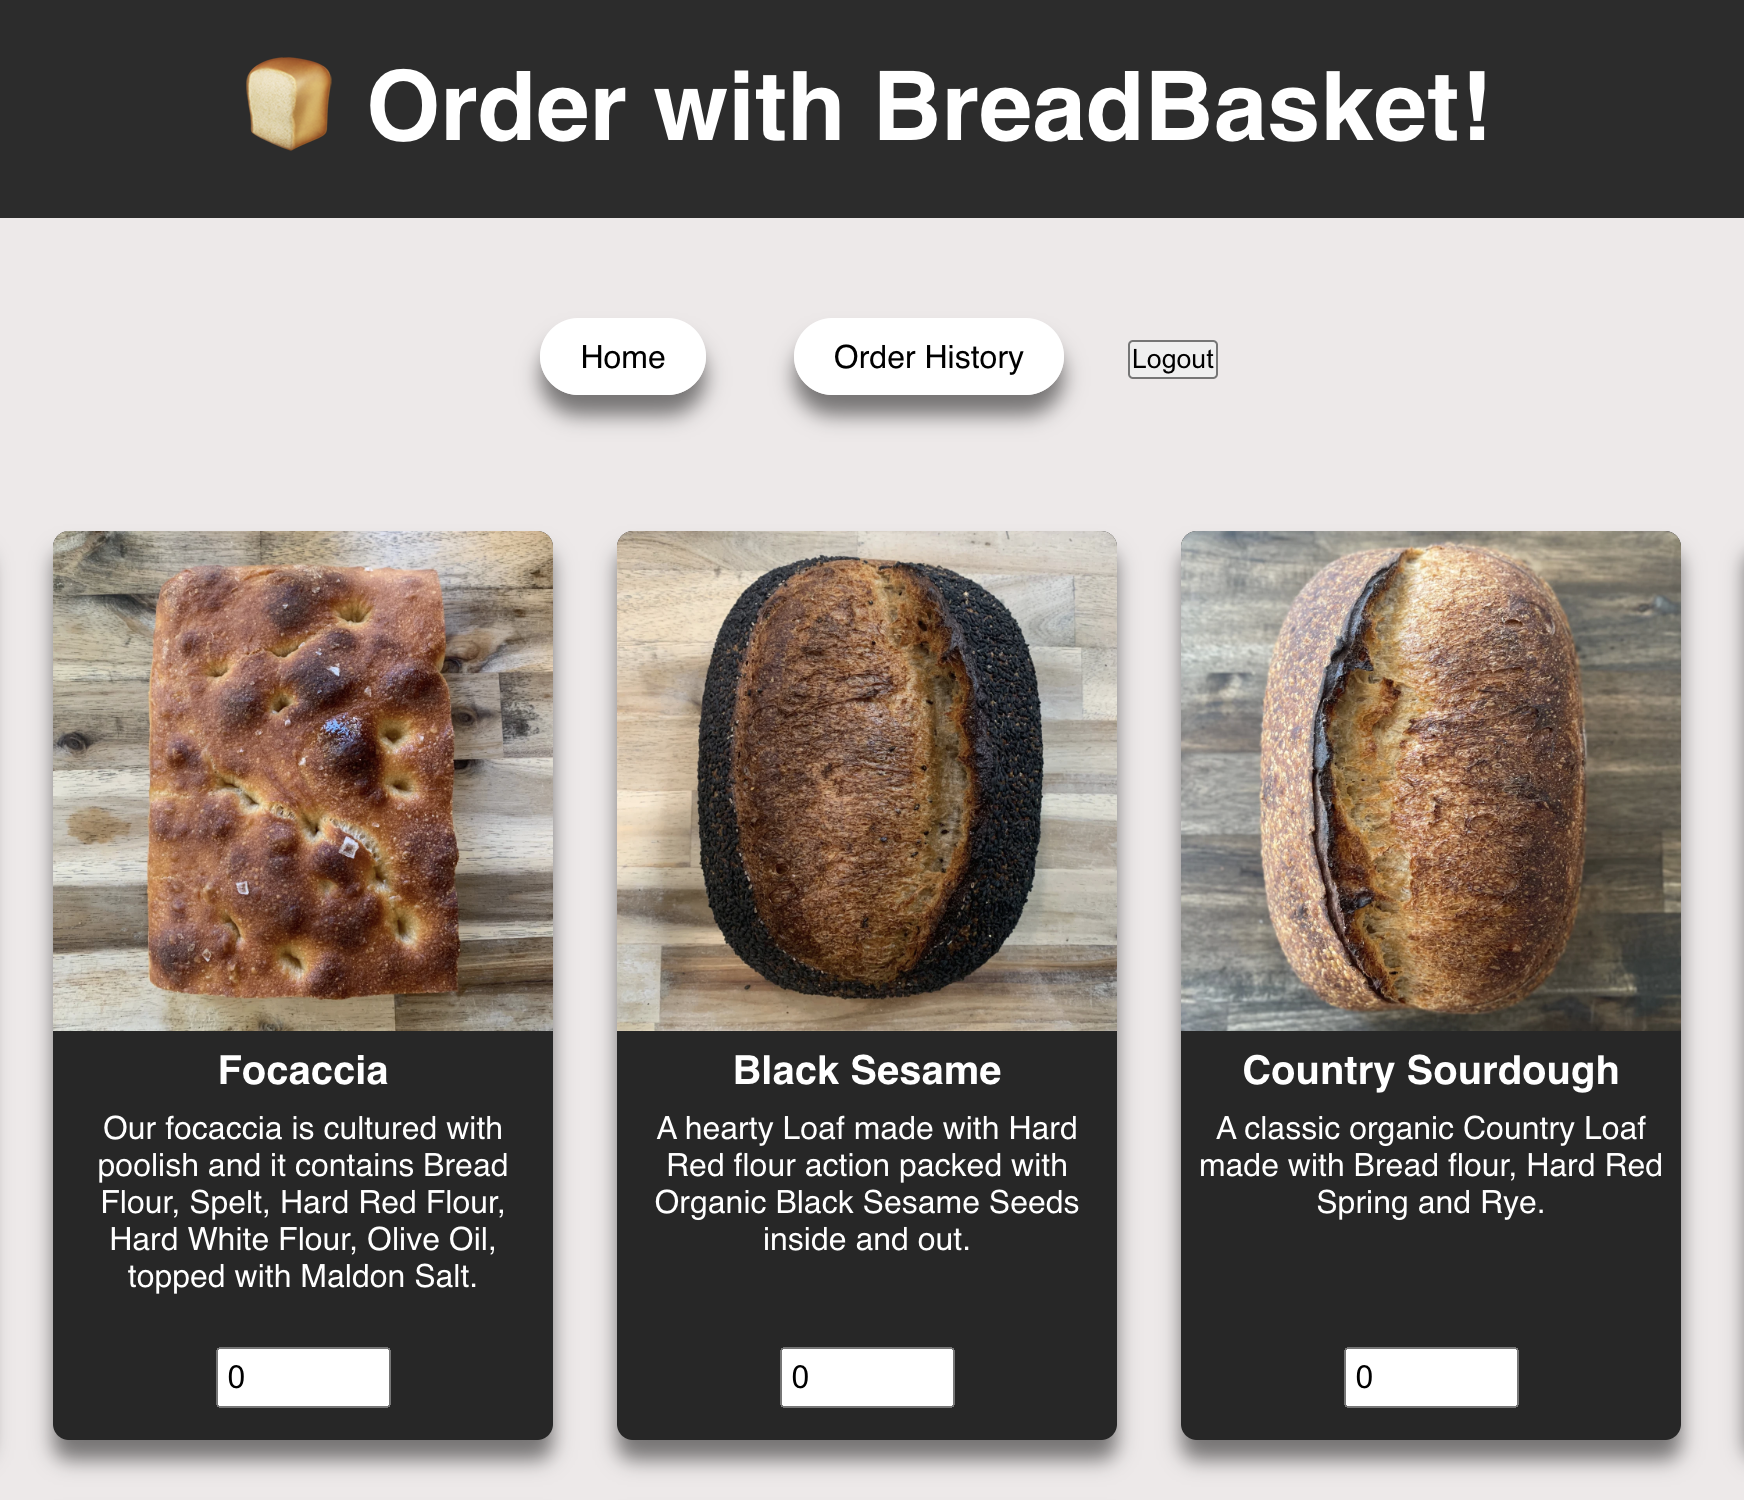 Order with BreadBasket!
Home
Order History
Logout
Focaccia
Our focaccia is cultured with
poolish and it contains Bread
Flour, Spelt, Hard Red Flour,
Hard White Flour, Olive Oil,
topped with Maldon Salt.
0
Black Sesame
A hearty Loaf made with Hard
Red flour action packed with
Organic Black Sesame Seeds
inside and out.
0
Country Sourdough
A classic organic Country Loaf
made with Bread flour, Hard Red
Spring and Rye.
0